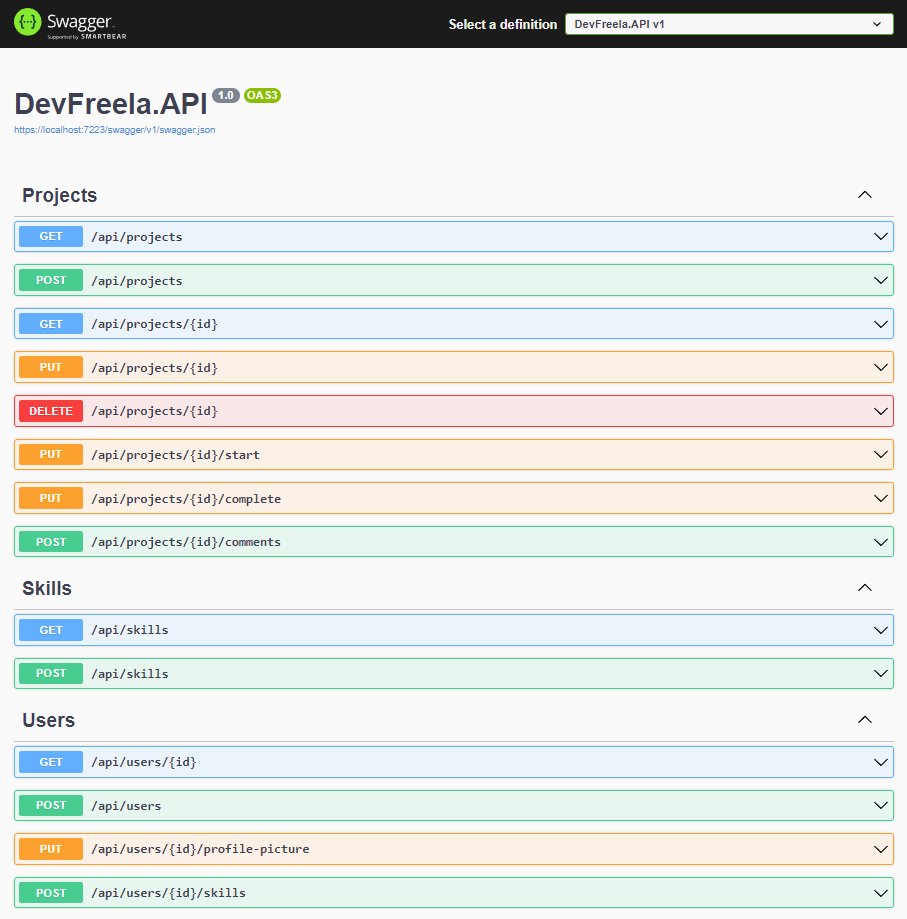 Swagger
Supported by SMARTBEAR
Select a definition
DevFreela.API v1
DevFreela.API 1.0 OAS3
https://localhost:7223/swagger/v1/swagger.json
Projects
GET /api/projects
POST /api/projects
GET /api/projects/{id}
PUT /api/projects/{id}
DELETE /api/projects/{id}
PUT /api/projects/{id}/start
PUT /api/projects/{id}/complete
POST /api/projects/{id}/comments
Skills
GET /api/skills
POST /api/skills
Users
GET /api/users/{id}
POST /api/users
PUT /api/users/{id}/profile-picture
POST /api/users/{id}/skills